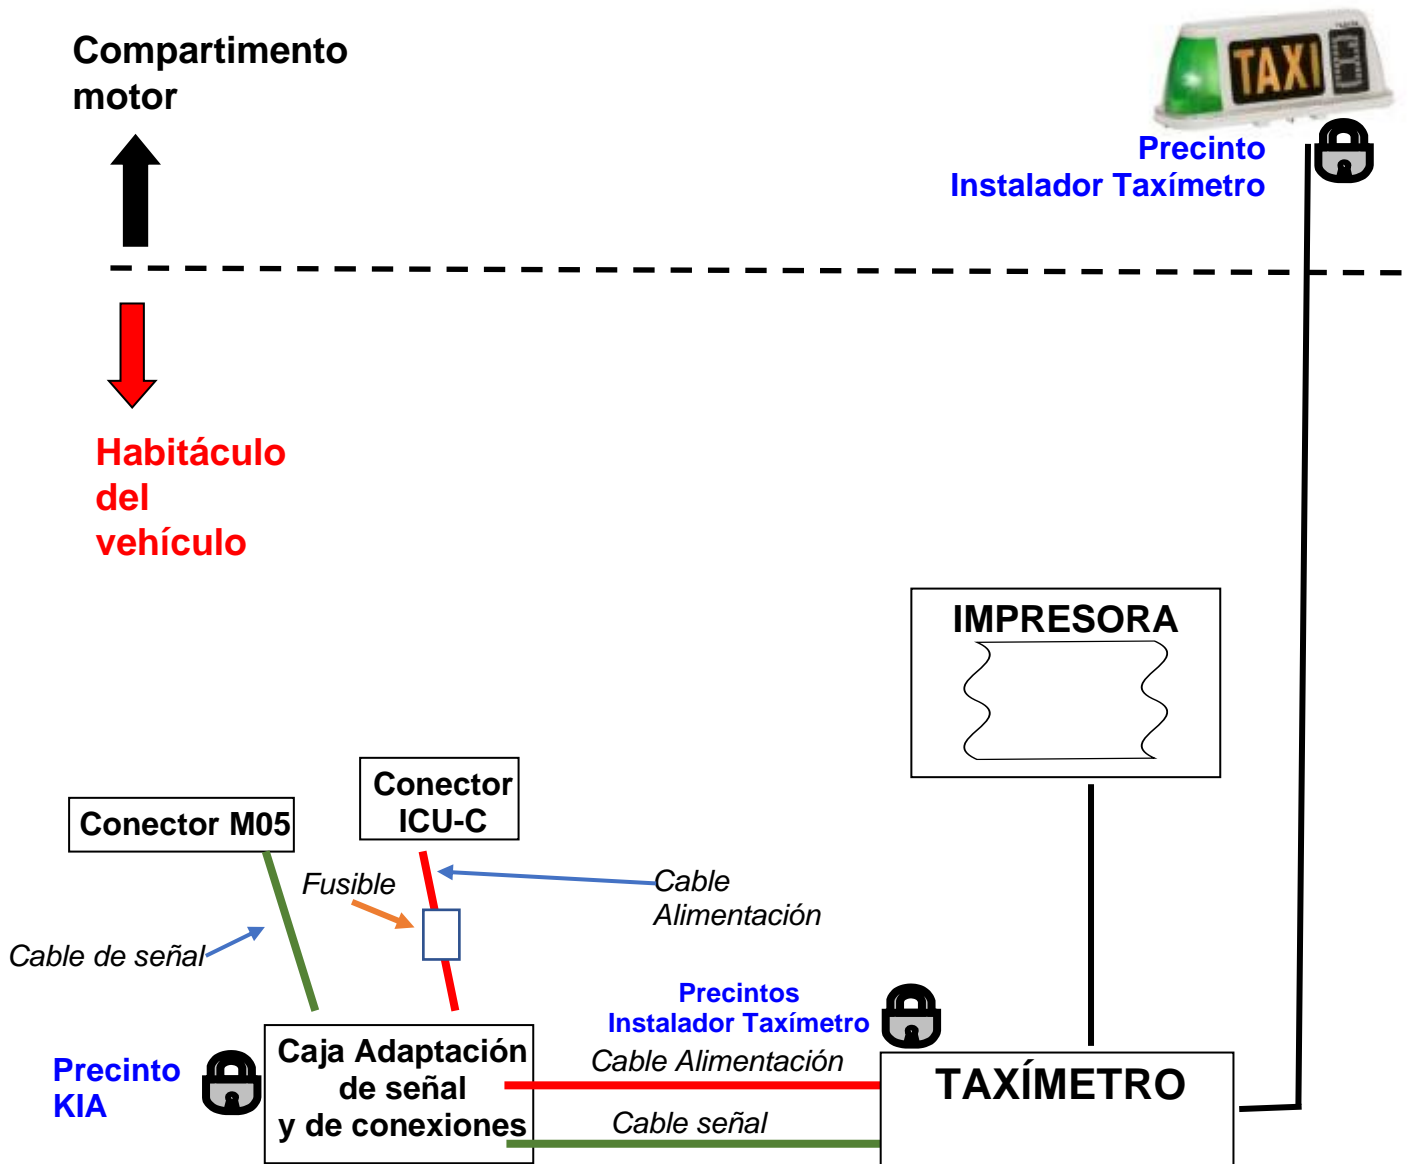 Compartimento
motor
TAXI
Precinto
Instalador Taxímetro
Habitáculo
del
vehículo
IMPRESORA
Conector
ICU-C
Conector M05
Fusible
Cable
Alimentación
Cable de señal
Precintos
Instalador Taxímetro
Caja Adaptación
de señal
y de conexiones
Cable Alimentación
TAXÍMETRO
Precinto
KIA
Cable señal